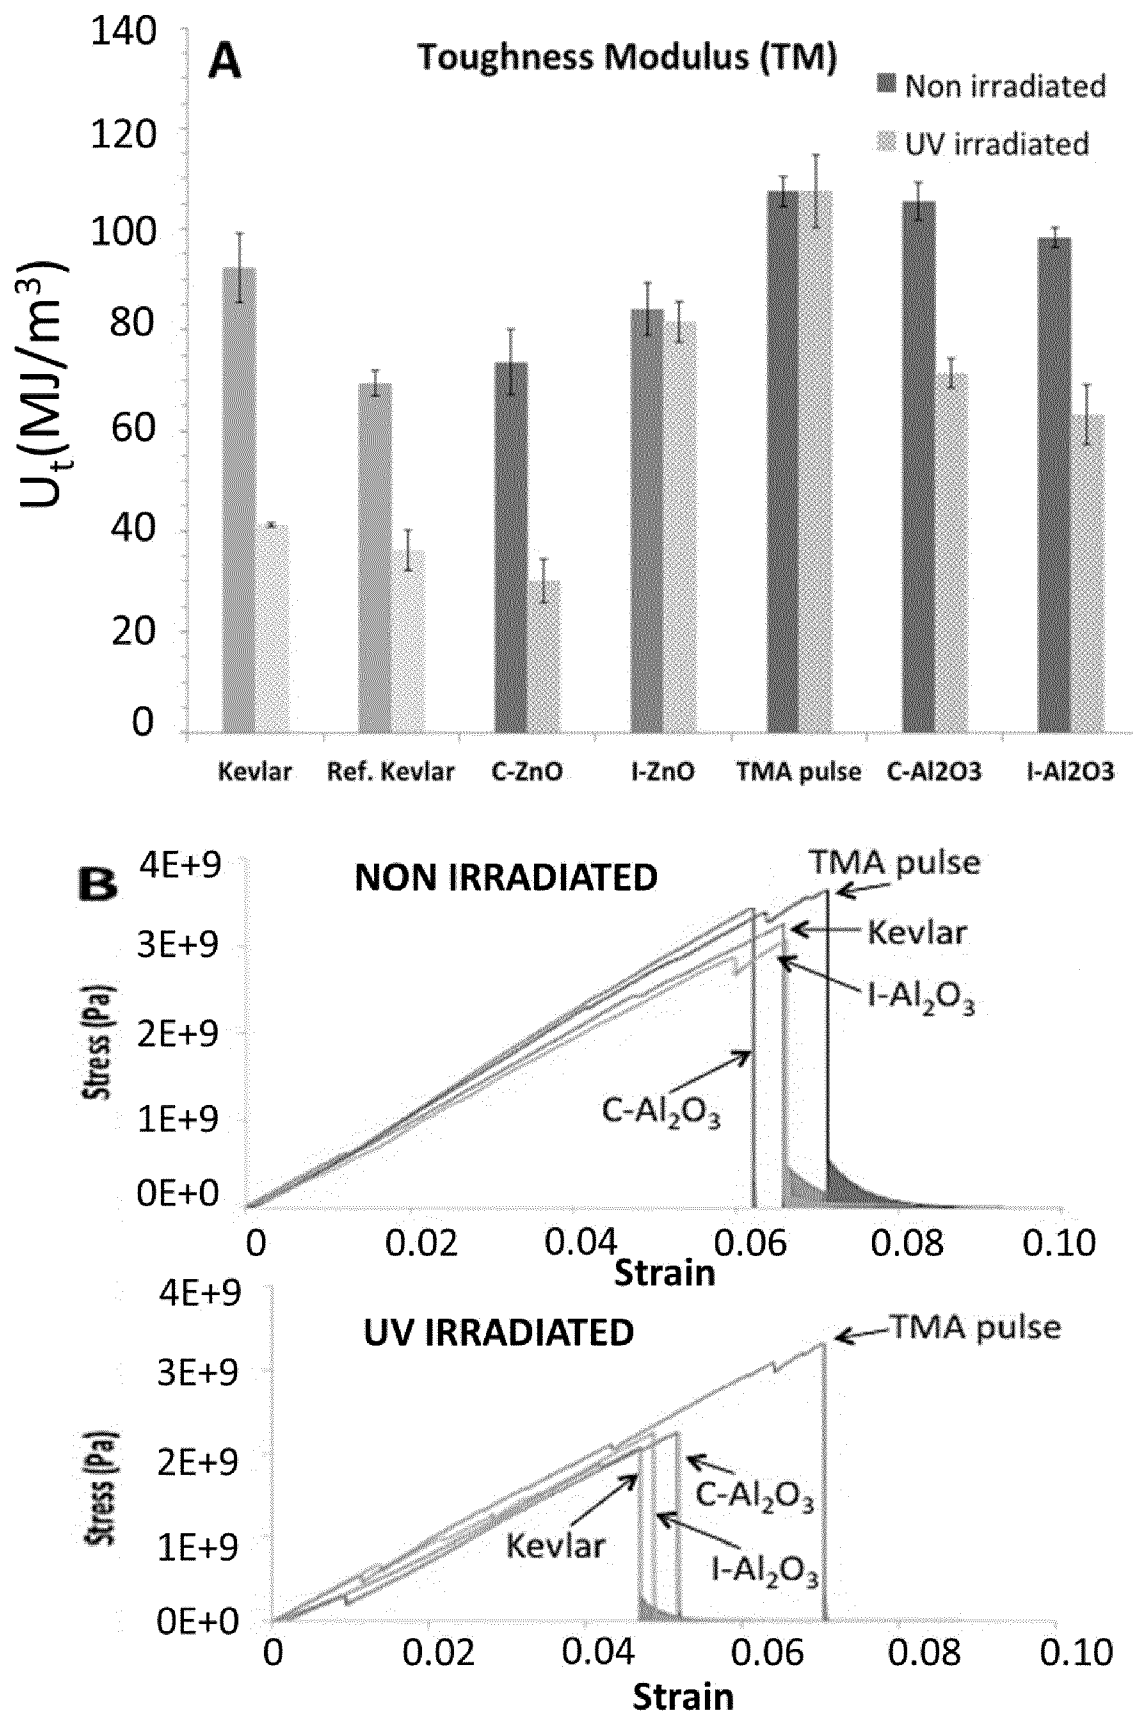 A
Toughness Modulus (TM)
Non irradiated
UV irradiated
Ut(MJ/m3)
140
120
100
80
60
40
20
0
Kevlar Ref. Kevlar C-ZnO I-ZnO TMA pulse C-Al2O3 I-Al2O3
B
NON IRRADIATED
TMA pulse
Kevlar
I-Al2O3
C-Al2O3
Stress (Pa)
4E+9
3E+9
2E+9
1E+9
0E+0
0 0.02 0.04 0.06 0.08 0.10
Strain
UV IRRADIATED
TMA pulse
C-Al2O3
Kevlar
I-Al2O3
Stress (Pa)
4E+9
3E+9
2E+9
1E+9
0E+0
0 0.02 0.04 0.06 0.08 0.10
Strain